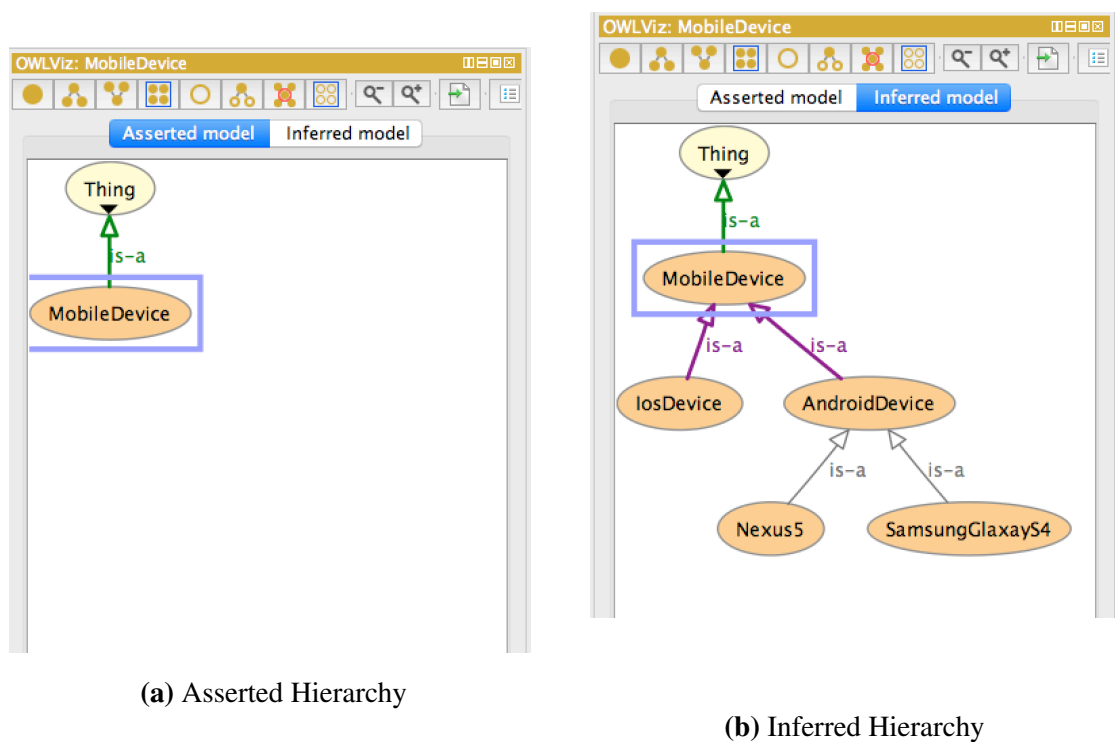 OWLViz: MobileDevice
Asserted model
Inferred model
Thing
is-a
MobileDevice
(a) Asserted Hierarchy
OWLViz: MobileDevice
Asserted model
Inferred model
Thing
is-a
MobileDevice
is-a
is-a
IosDevice
AndroidDevice
is-a
is-a
Nexus5
SamsungGlaxayS4
(b) Inferred Hierarchy